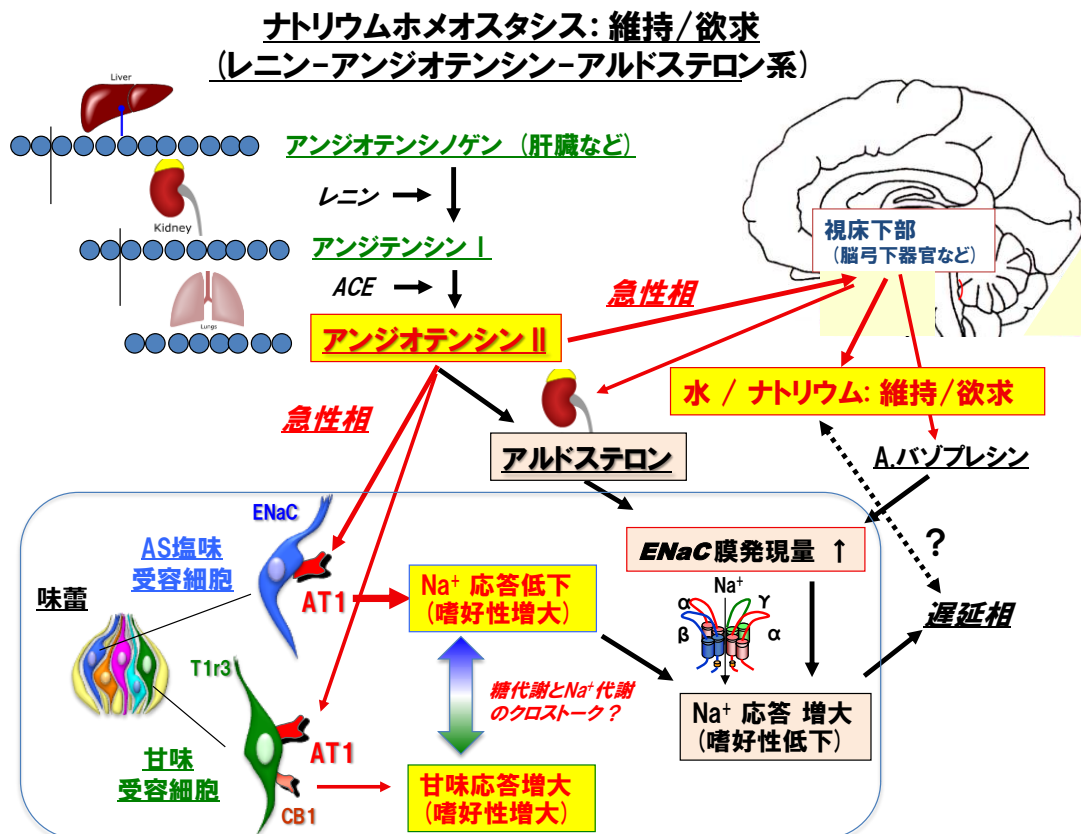 ナトリウムホメオスタシス: 維持/欲求
(レニン-アンジオテンシン-アルドステロン系)
Liver
アンジオテンシノゲン (肝臓など)
レニン
Kidney
アンジテンシン I
ACE
Lungs
アンジオテンシン II
急性相
視床下部
(脳弓下器官など)
急性相
水 / ナトリウム: 維持/欲求
アルドステロン
A.バゾプレシン
ENaC
AS塩味
受容細胞
味蕾
AT1
Na⁺ 応答低下
(嗜好性増大)
ENaC膜発現量 ↑
?
遅延相
Na⁺
α
γ
β
α
T1r3
糖代謝とNa⁺代謝
のクロストーク?
Na⁺ 応答 増大
(嗜好性低下)
甘味
受容細胞
AT1
CB1
甘味応答増大
(嗜好性増大)